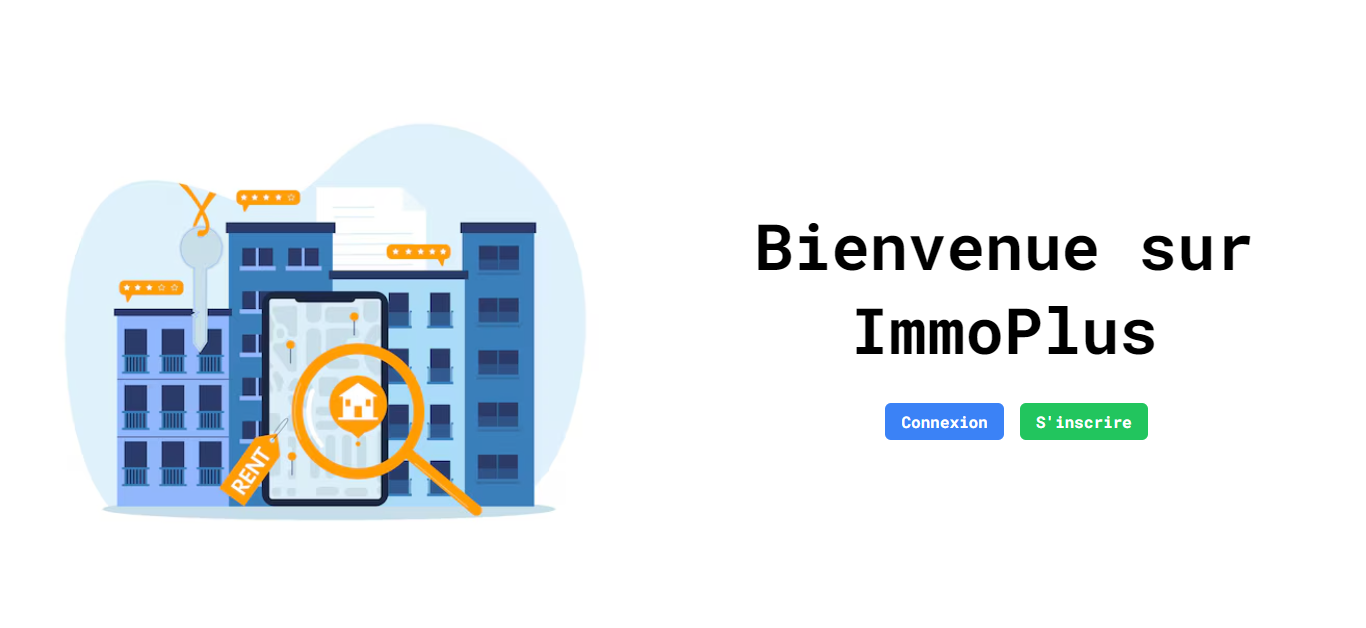 RENT
Bienvenue sur
ImmoPlus
Connexion
S'inscrire